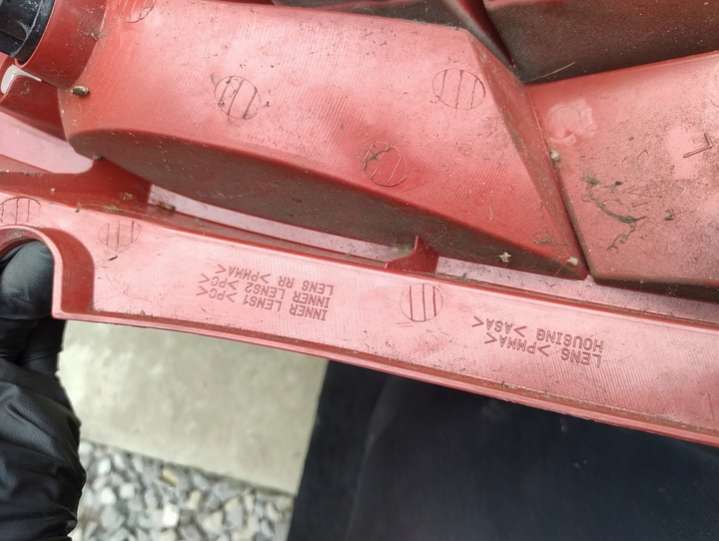 LENS >PMMA<
HOUSING >ASA<
INNER LENS1 >PC<
INNER LENS2 >PC<
LENS RR >PMMA<